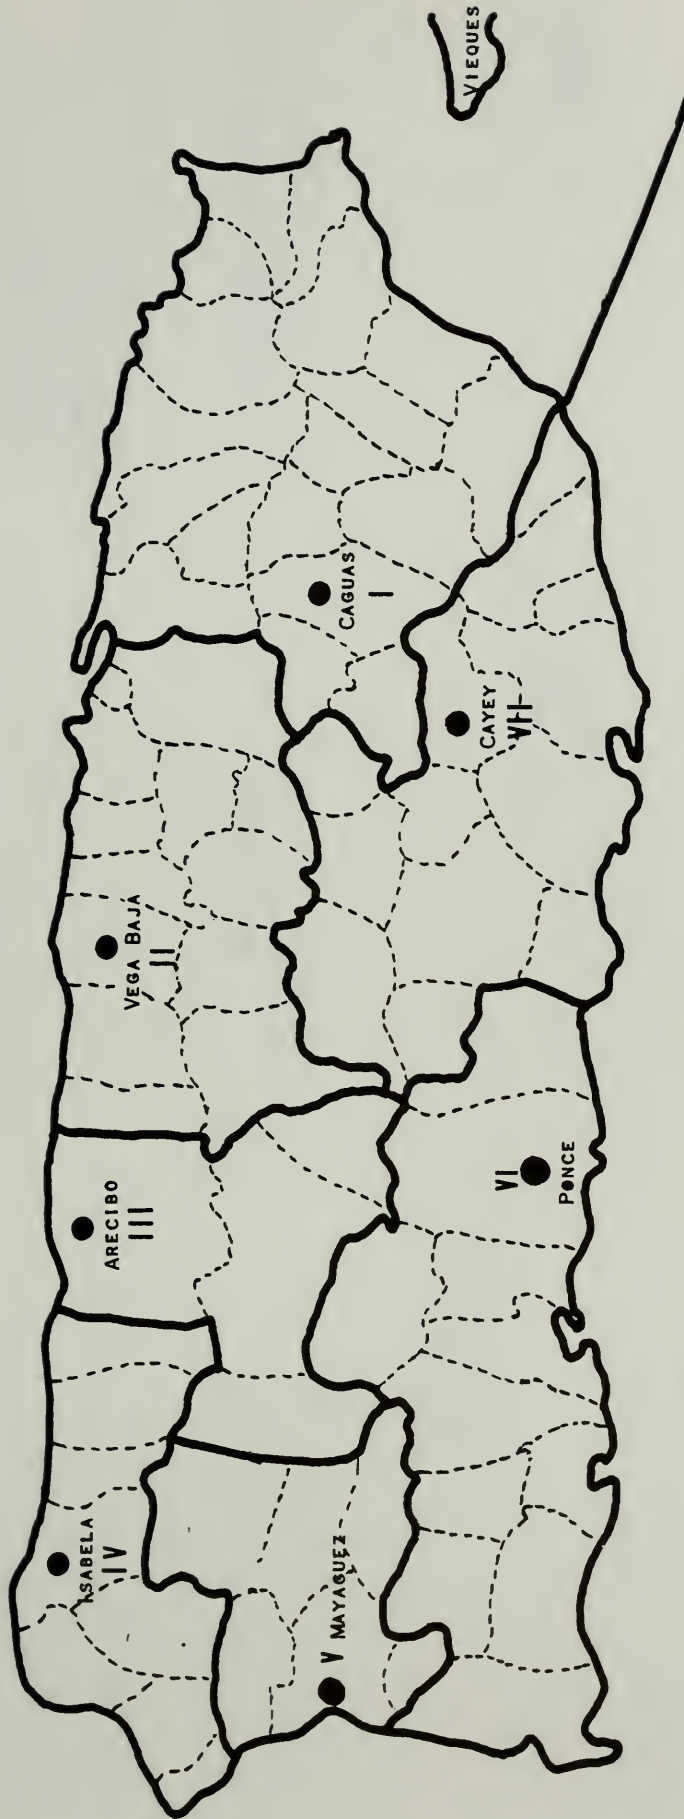 ISABELA
IV
ARECIBO
III
VEGA BAJA
II
CAGUAS
I
VIEQUES
V MAYAGUEZ
VI
PONCE
CAYEY
VII